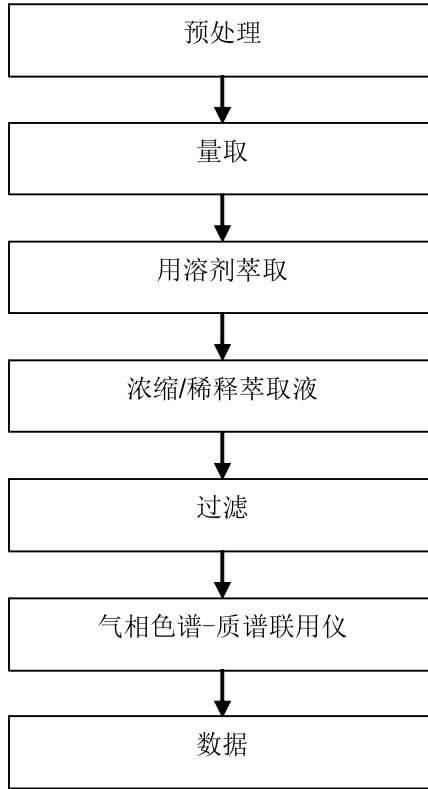 预处理
量取
用溶剂萃取
浓缩/稀释萃取液
过滤
气相色谱-质谱联用仪
数据